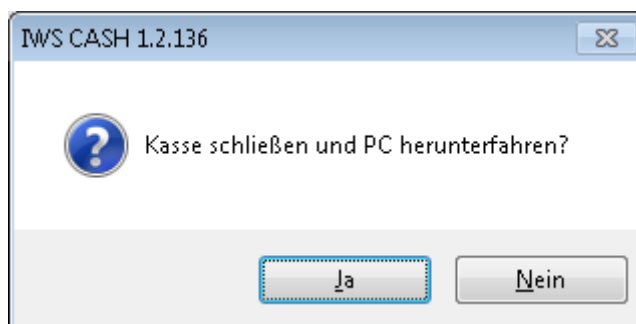 IWS CASH 1.2.136
Kasse schließen und PC herunterfahren?
Ja
Nein